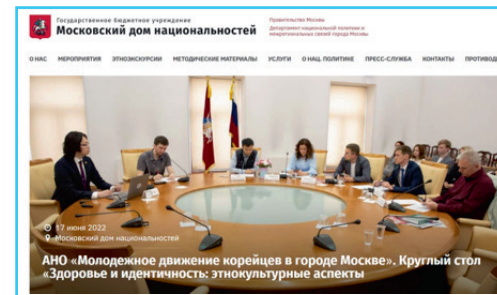 Государственное бюджетное учреждение
Московский дом национальностей
Правительство Москвы
Департамент национальной политики и
межрегиональных связей города Москвы
О НАС МЕРОПРИЯТИЯ ЭТНОЭКСКУРСИИ МЕТОДИЧЕСКИЕ МАТЕРИАЛЫ УСЛУГИ О НАЦ. ПОЛИТИКЕ ПРЕСС-СЛУЖБА КОНТАКТЫ ПРОТИВОД
17 июня 2022
Московский дом национальностей
АНО «Молодежное движение корейцев в городе Москве». Круглый стол
«Здоровье и идентичность: этнокультурные аспекты